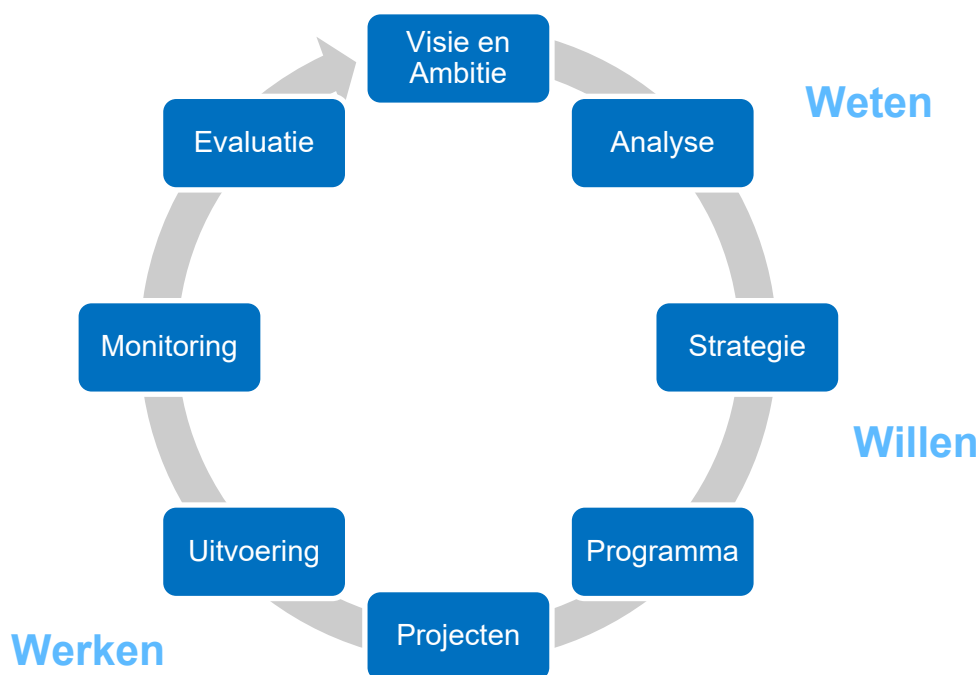 Visie en
Ambitie
Weten
Analyse
Strategie
Willen
Programma
Projecten
Werken
Uitvoering
Monitoring
Evaluatie